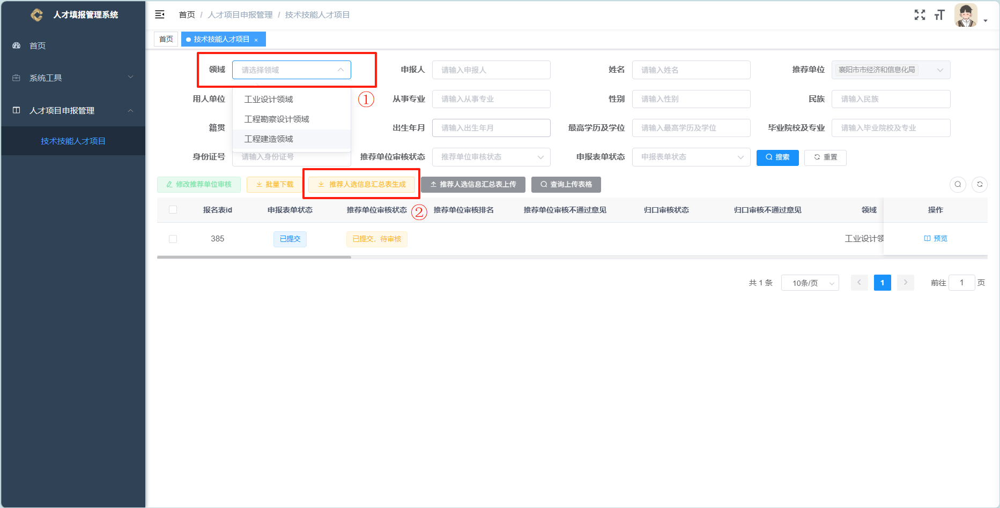 人才填报管理系统
首页 / 人才项目申报管理 / 技术技能人才项目
首页
系统工具
人才项目申报管理
技术技能人才项目
首页 技术技能人才项目 ×
领域 请选择领域 申报人 请输入申报人 姓名 请输入姓名 推荐单位 襄阳市市经济和信息化局
工业设计领域
工程勘察设计领域
工程建造领域
①
用人单位 从事专业 请输入从事专业 性别 请输入性别 民族 请输入民族
籍贯 出生年月 请输入出生年月 最高学历及学位 请输入最高学历及学位 毕业院校及专业 请输入毕业院校及专业
身份证号 请输入身份证号 推荐单位审核状态 推荐单位审核状态 申报表单状态 申报表单状态 搜索 重置
修改推荐单位审核 批量下载 推荐人选信息汇总表生成 推荐人选信息汇总表上传 查询上传表格
②
报名表id 申报表单状态 推荐单位审核状态 推荐单位审核排名 推荐单位审核不通过意见 归口审核状态 归口审核不通过意见 领域 操作
385 已提交 已提交，待审核 工业设计领 预览
共 1 条 10条/页 1 前往 1 页